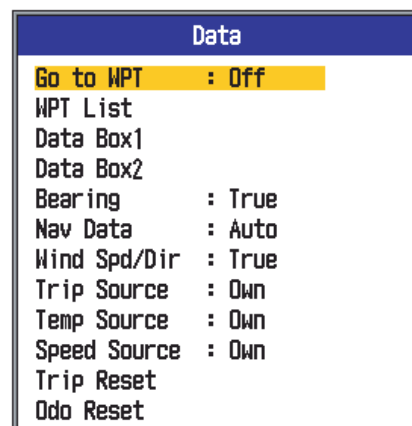 Data
Go to WPT : Off
WPT List
Data Box1
Data Box2
Bearing : True
Nav Data : Auto
Wind Spd/Dir : True
Trip Source : Own
Temp Source : Own
Speed Source : Own
Trip Reset
Odo Reset